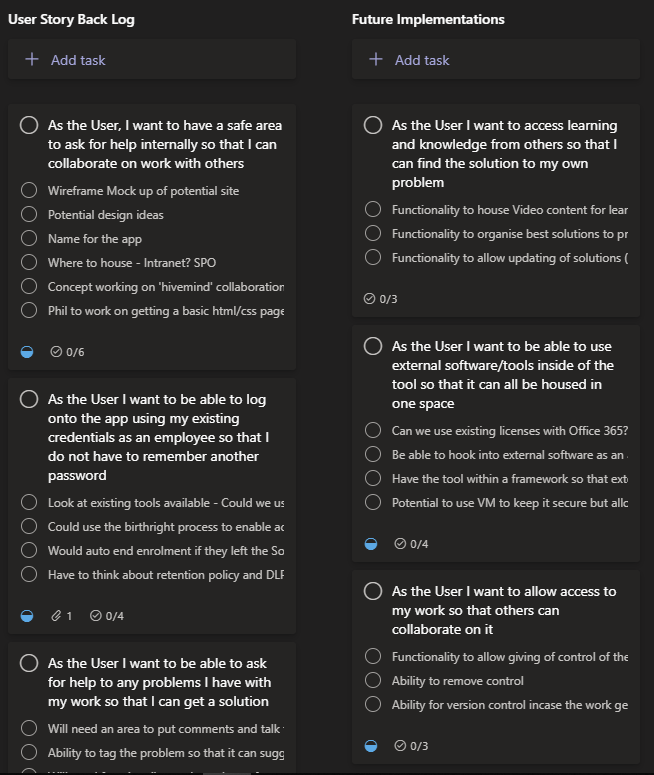 User Story Back Log
Add task
As the User, I want to have a safe area
to ask for help internally so that I can
collaborate on work with others
Wireframe Mock up of potential site
Potential design ideas
Name for the app
Where to house - Intranet? SPO
Concept working on 'hivemind' collaboration
Phil to work on getting a basic html/css page
0/6
As the User I want to be able to log
onto the app using my existing
credentials as an employee so that I
do not have to remember another
password
Look at existing tools available - Could we us
Could use the birthright process to enable ac
Would auto end enrolment if they left the So
Have to think about retention policy and DLP
1 0/4
As the User I want to be able to ask
for help to any problems I have with
my work so that I can get a solution
Will need an area to put comments and talk
Ability to tag the problem so that it can sugg
Future Implementations
Add task
As the User I want to access learning
and knowledge from others so that I
can find the solution to my own
problem
Functionality to house Video content for lear
Functionality to organise best solutions to pr
Functionality to allow updating of solutions (
0/3
As the User I want to be able to use
external software/tools inside of the
tool so that it can all be housed in
one space
Can we use existing licenses with Office 365?
Be able to hook into external software as an
Have the tool within a framework so that ext
Potential to use VM to keep it secure but allo
0/4
As the User I want to allow access to
my work so that others can
collaborate on it
Functionality to allow giving of control of the
Ability to remove control
Ability for version control incase the work ge
0/3